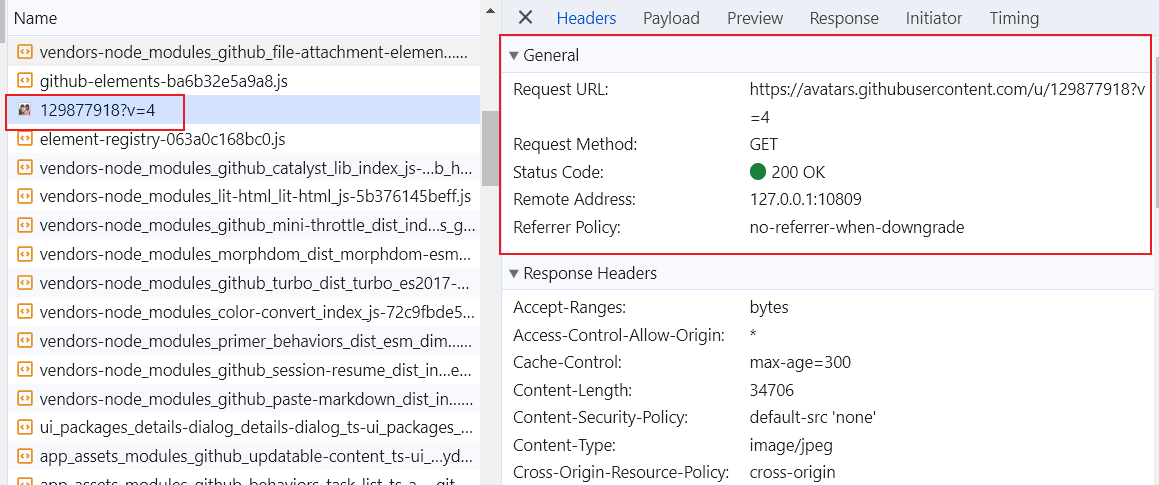 Name
vendors-node_modules_github_file-attachment-elemen......
github-elements-ba6b32e5a9a8.js
129877918?v=4
element-registry-063a0c168bc0.js
vendors-node_modules_github_catalyst_lib_index_js-...b_h...
vendors-node_modules_lit-html_lit-html_js-5b376145beff.js
vendors-node_modules_github_mini-throttle_dist_ind...s_g...
vendors-node_modules_morphdom_dist_morphdom-esm...
vendors-node_modules_github_turbo_dist_turbo_es2017-...
vendors-node_modules_color-convert_index_js-72c9fbde5...
vendors-node_modules_primer_behaviors_dist_esm_dim......
vendors-node_modules_github_session-resume_dist_in...e...
vendors-node_modules_github_paste-markdown_dist_in......
ui_packages_details-dialog_details-dialog_ts-ui_packages_...
app_assets_modules_github_updatable-content_ts-ui_...yd...
app_assets_modules_github_behaviors_task_list_ts-a...git...
Headers Payload Preview Response Initiator Timing
General
Request URL: https://avatars.githubusercontent.com/u/129877918?v
=4
Request Method: GET
Status Code: 200 OK
Remote Address: 127.0.0.1:10809
Referrer Policy: no-referrer-when-downgrade
Response Headers
Accept-Ranges: bytes
Access-Control-Allow-Origin: *
Cache-Control: max-age=300
Content-Length: 34706
Content-Security-Policy: default-src 'none'
Content-Type: image/jpeg
Cross-Origin-Resource-Policy: cross-origin